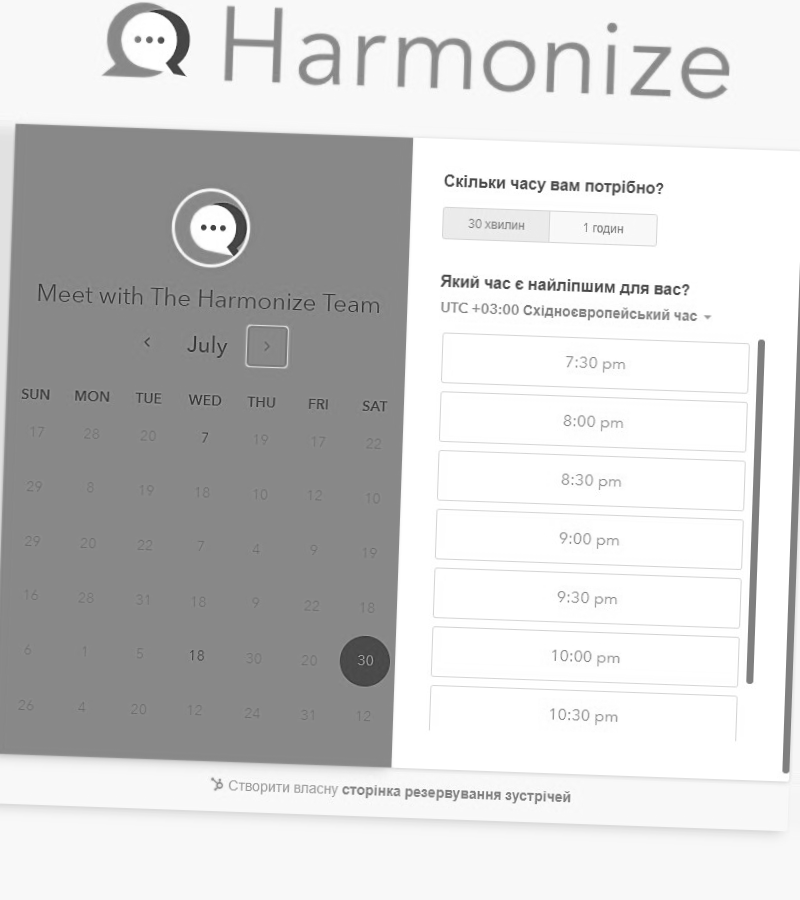 Harmonize
Meet with The Harmonize Team
July
SUN MON TUE WED THU FRI SAT
17 28 20 7 19 17 22
29 8 19 18 10 12 10
29 20 22 7 4 9 19
16 28 31 18 9 22 18
6 1 5 18 30 20 30
26 4 20 12 24 31 12
Скільки часу вам потрібно?
30 хвилин 1 годин
Який час є найліпшим для вас?
UTC +03:00 Східноєвропейський час
7:30 pm
8:00 pm
8:30 pm
9:00 pm
9:30 pm
10:00 pm
10:30 pm
Створити власну сторінка резервування зустрічей